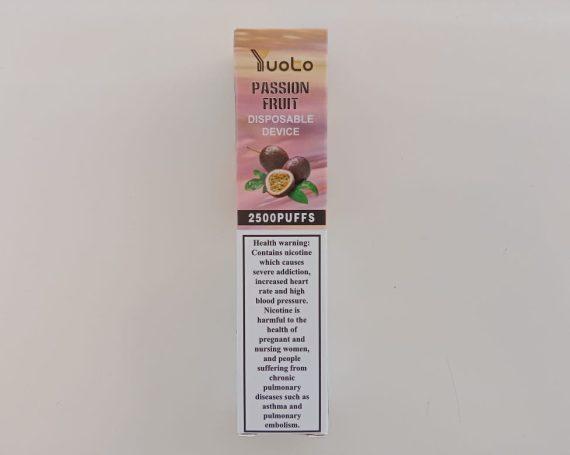 Yuoto
PASSION
FRUIT
DISPOSABLE
DEVICE
2500PUFFS
Health warning:
Contains nicotine
which causes
severe addiction,
increased heart
rate and high
blood pressure.
Nicotine is
harmful to the
health of
pregnant and
nursing women,
and people
suffering from
chronic
pulmonary
diseases such as
asthma and
pulmonary
embolism.